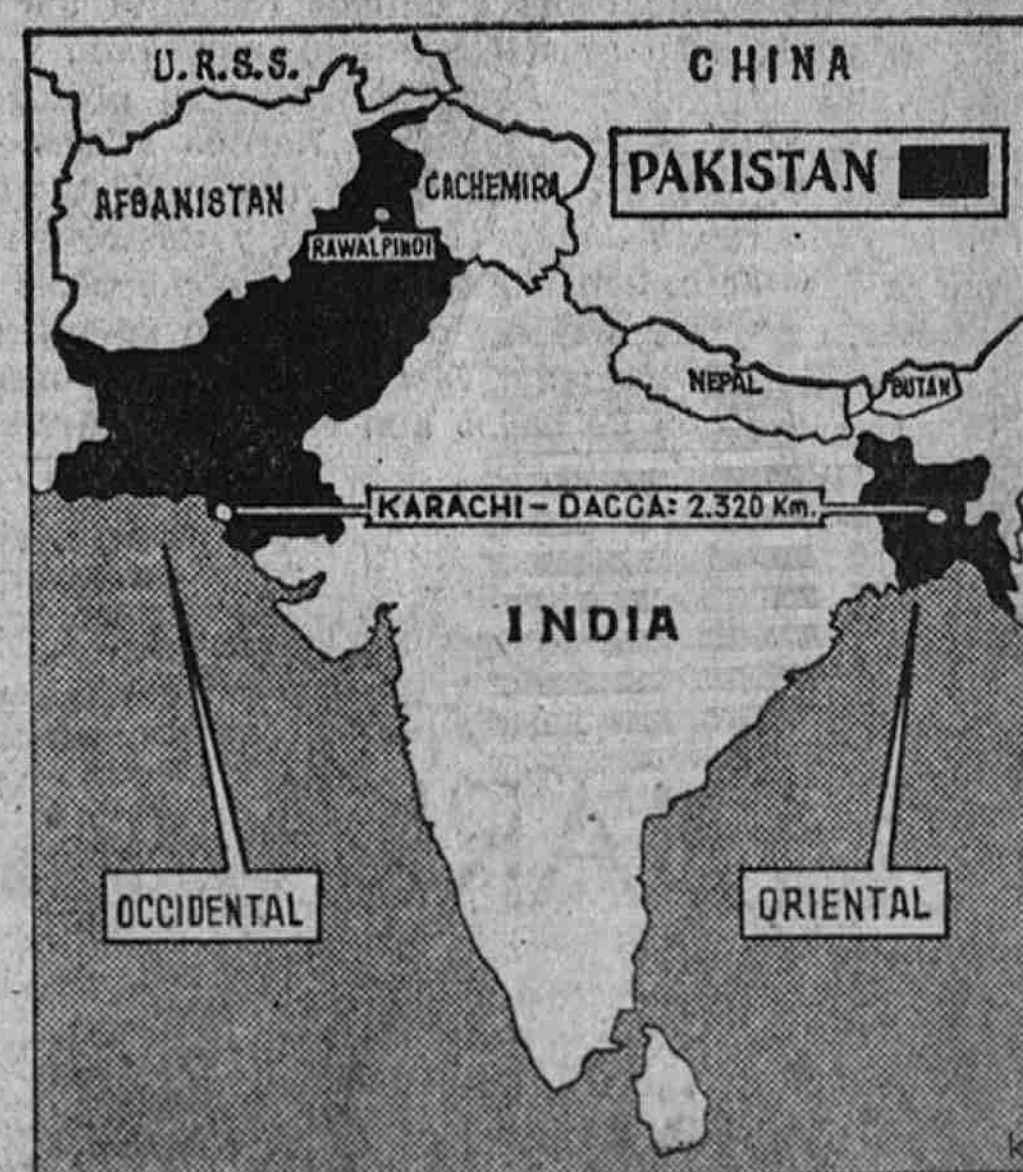 U.R.S.S.
CHINA
PAKISTAN
AFGANISTAN
CACHEMIRA
RAWALPINDI
NEPAL
BUTAN
KARACHI - DACCA: 2.320 Km.
INDIA
OCCIDENTAL
ORIENTAL
K